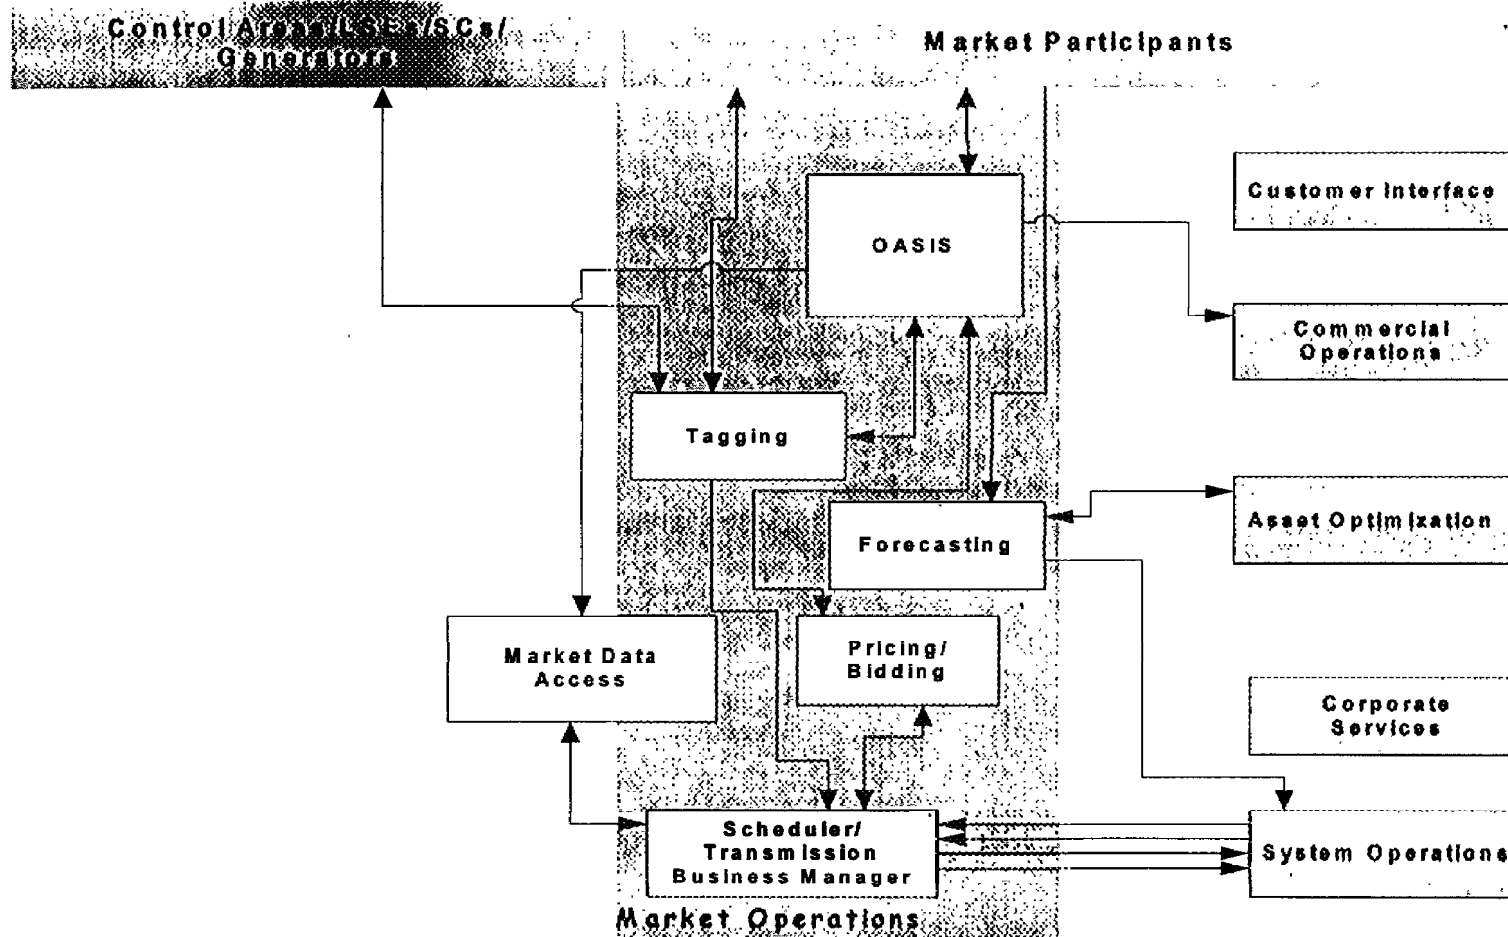 Control Areas/LSEs/SCs/
Generators
Market Participants
Customer Interface
OASIS
Commercial
Operations
Tagging
Asset Optimization
Forecasting
Market Data
Access
Pricing/
Bidding
Corporate
Services
Scheduler/
Transmission
Business Manager
System Operations
Market Operations